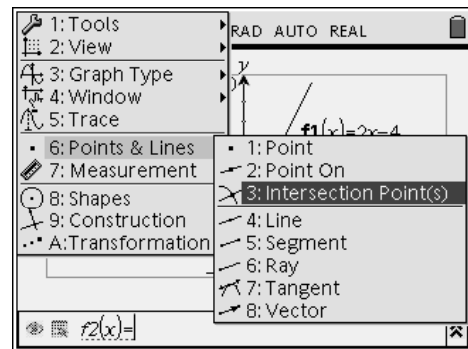 1: Tools
2: View
3: Graph Type
4: Window
5: Trace
6: Points & Lines
7: Measurement
8: Shapes
9: Construction
A: Transformation
RAD AUTO REAL
y
f1(x)=2x-4
1: Point
2: Point On
3: Intersection Point(s)
4: Line
5: Segment
6: Ray
7: Tangent
8: Vector
f2(x)=